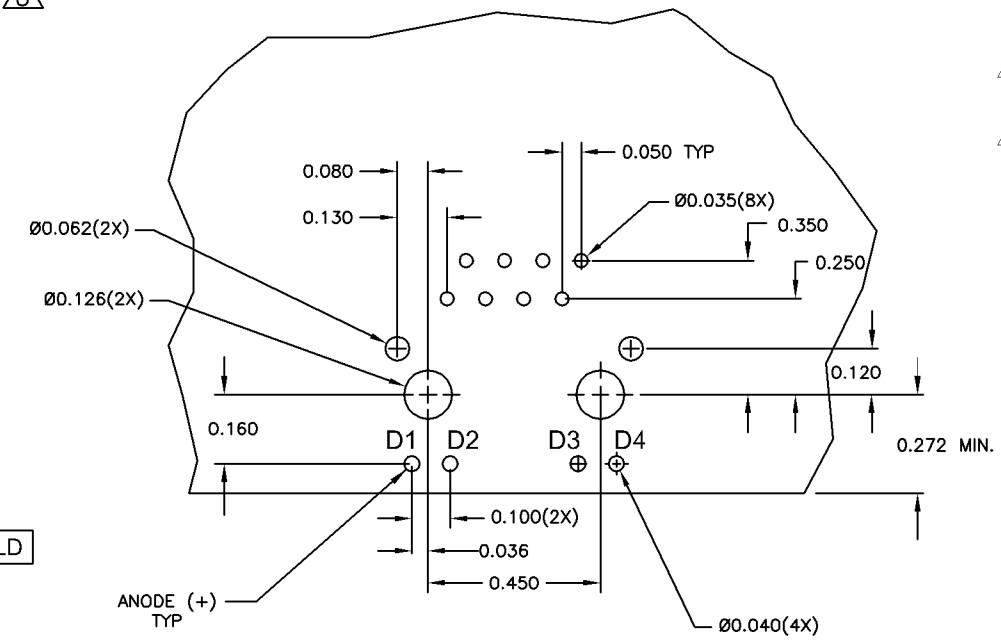 0.050 TYP
0.080
Ø0.035(8X)
0.130
0.350
Ø0.062(2X)
0.250
Ø0.126(2X)
0.120
0.160
D1 D2 D3 D4
0.272 MIN.
0.100(2X)
0.036
0.450
LD
ANODE (+)
TYP
Ø0.040(4X)